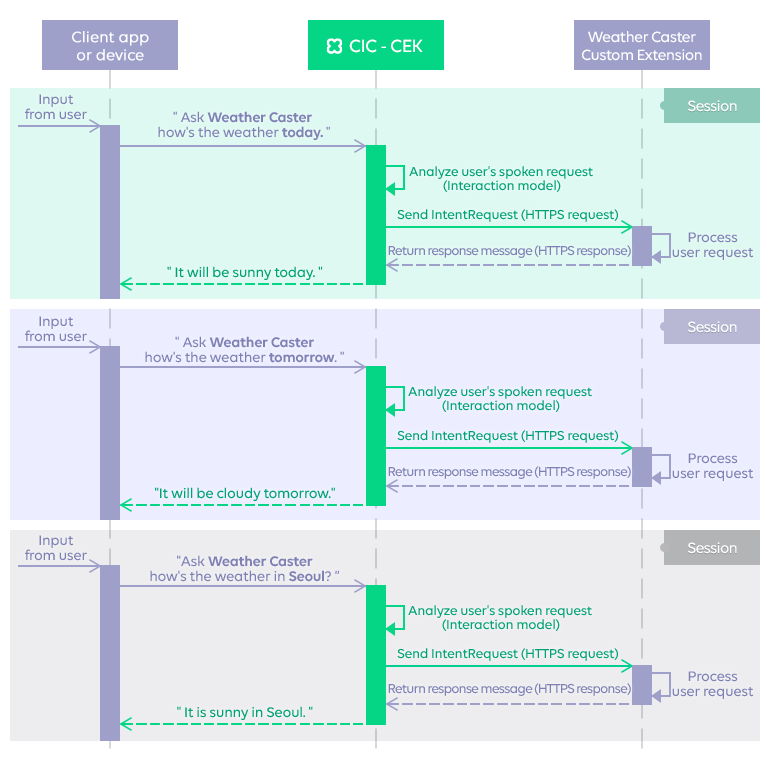 Client app
or device
CIC - CEK
Weather Caster
Custom Extension
Session
Input
from user
" Ask Weather Caster
how's the weather today. "
Analyze user's spoken request
(Interaction model)
Send IntentRequest (HTTPS request)
Process
user request
Return response message (HTTPS response)
" It will be sunny today. "
Session
Input
from user
" Ask Weather Caster
how's the weather tomorrow. "
Analyze user's spoken request
(Interaction model)
Send IntentRequest (HTTPS request)
Process
user request
Return response message (HTTPS response)
"It will be cloudy tomorrow."
Session
Input
from user
"Ask Weather Caster
how's the weather in Seoul? "
Analyze user's spoken request
(Interaction model)
Send IntentRequest (HTTPS request)
Process
user request
Return response message (HTTPS response)
" It is sunny in Seoul. "